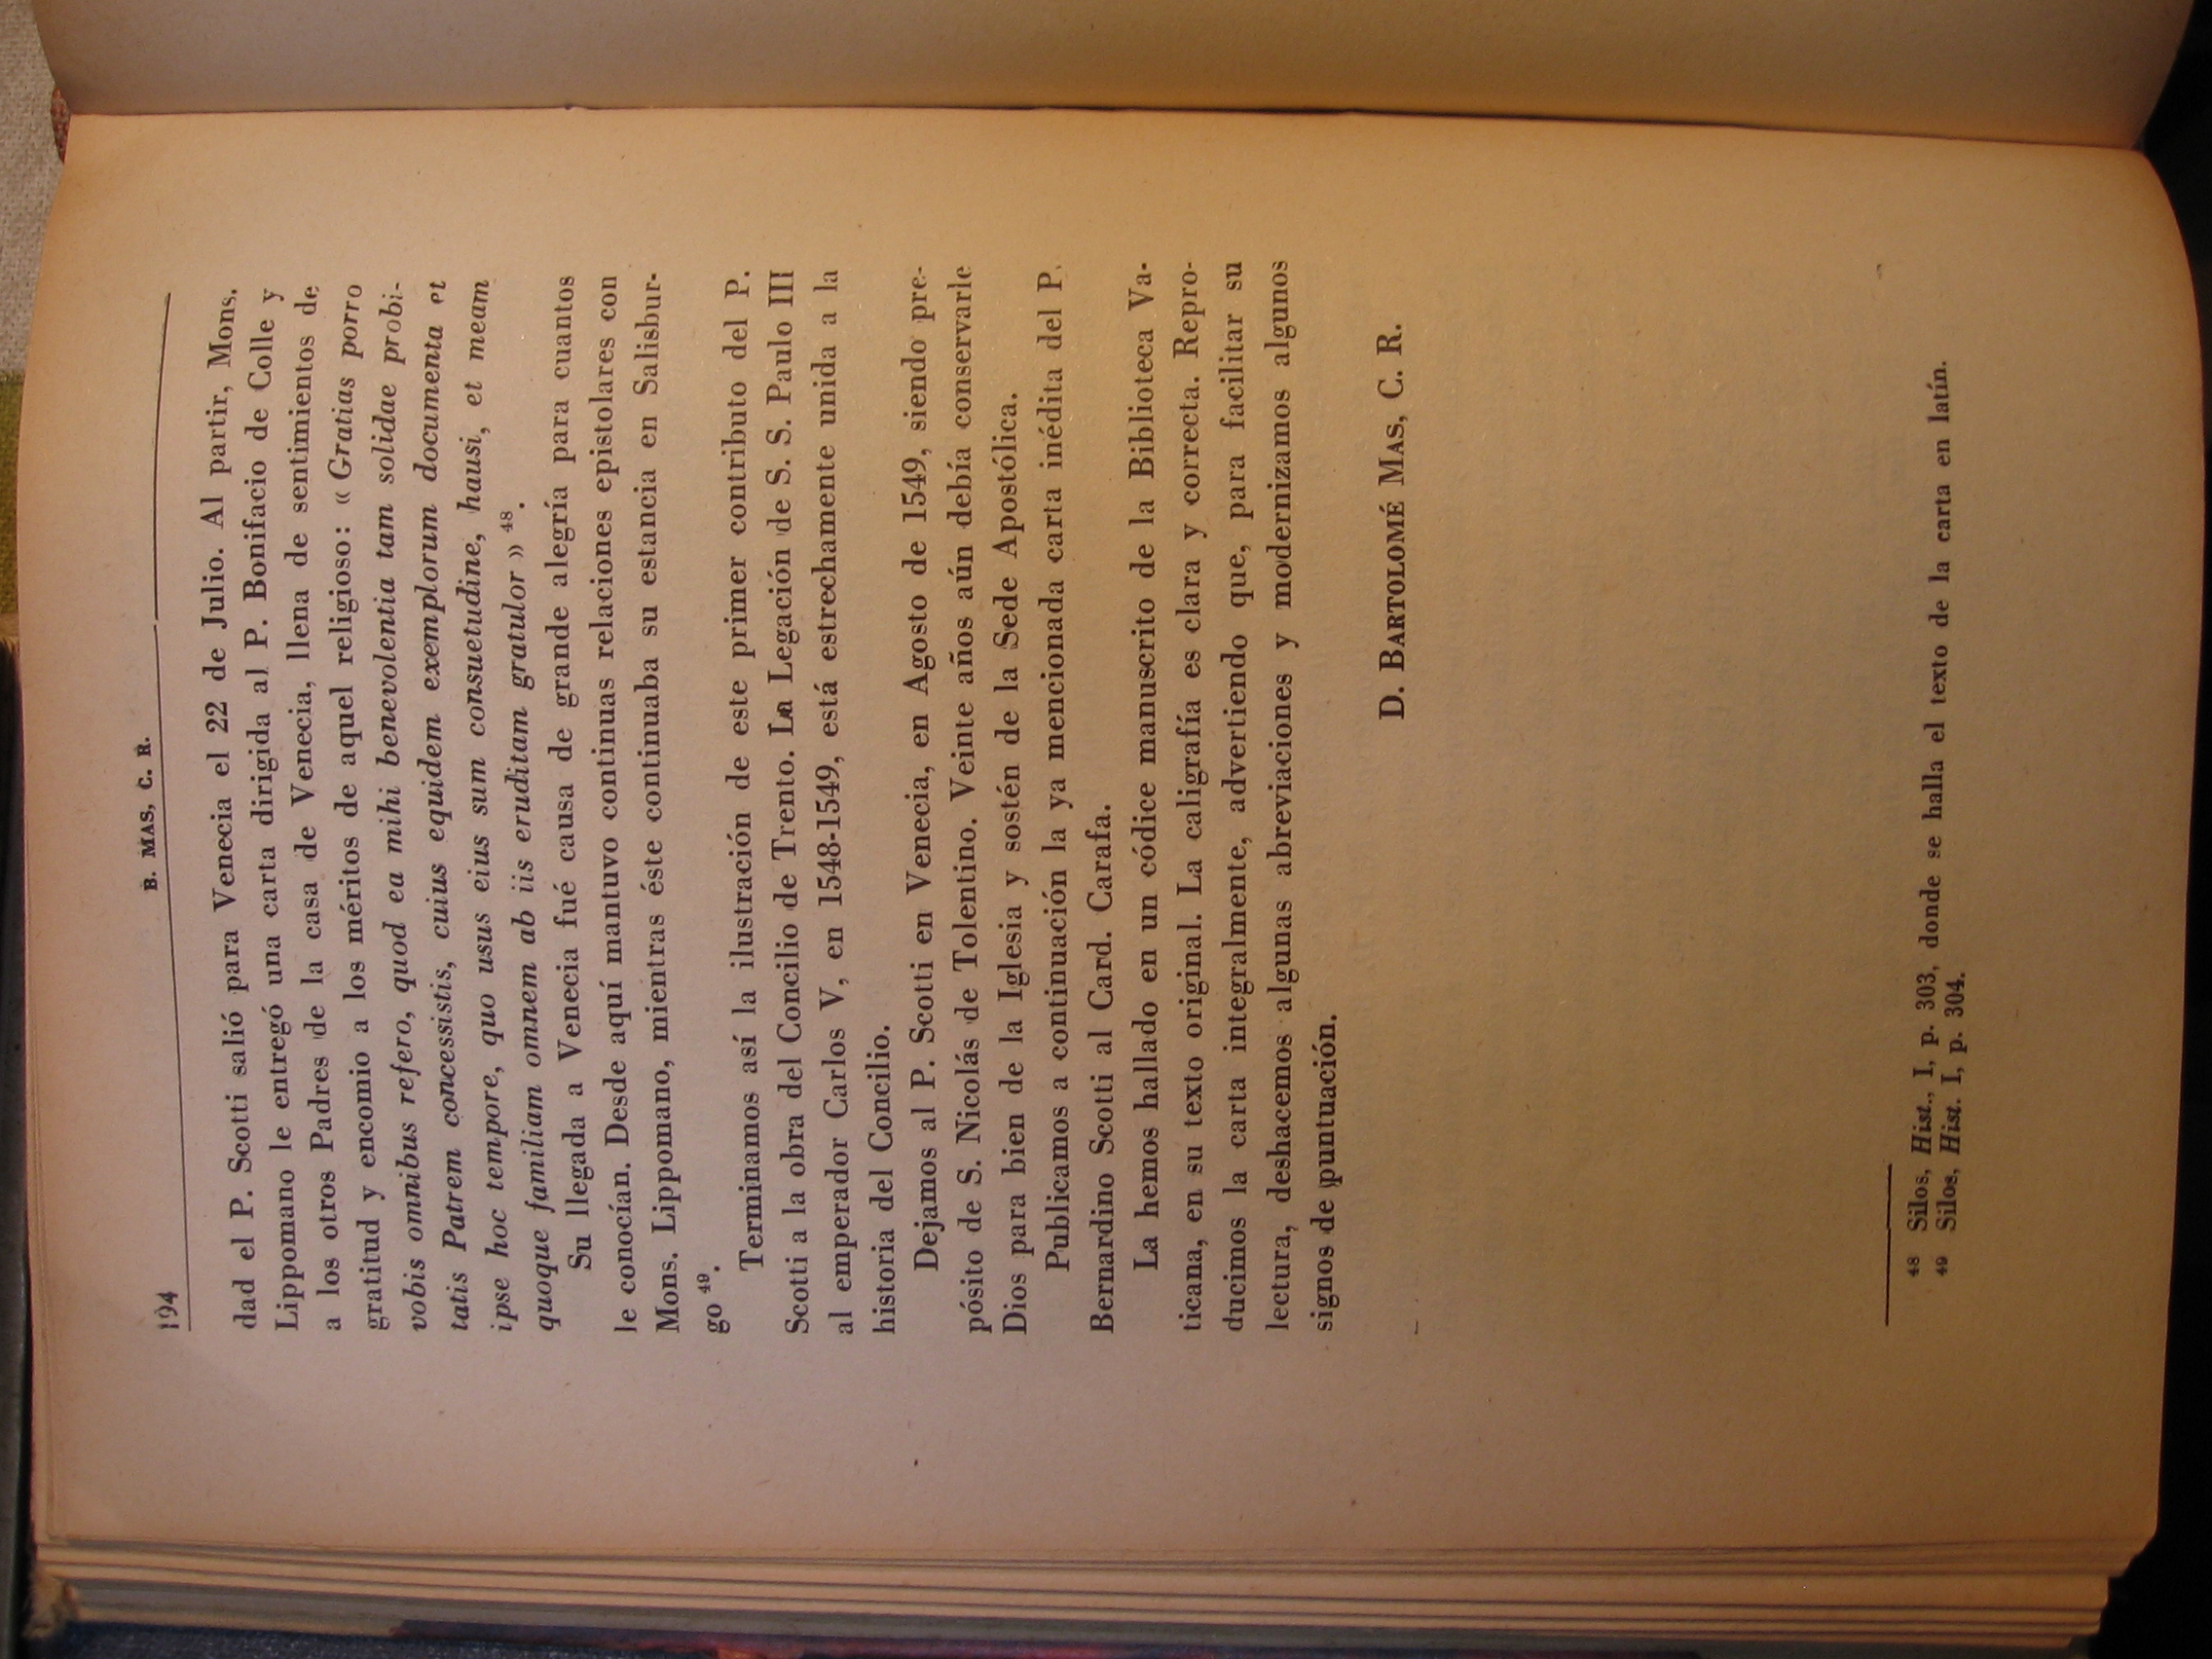 194
B. MAS, C. R.
dad el P. Scotti salió para Venecia el 22 de Julio. Al partir, Mons.
Lippomano le entregó una carta dirigida al P. Bonifacio de Colle y
a los otros Padres de la casa de Venecia, llena de sentimientos de
gratitud y encomio a los méritos de aquel religioso: « Gratias porro
vobis omnibus refero, quod ea mihi benevolentia tam solidae probi-
tatis Patrem concessistis, cuius equidem exemplorum documenta et
ipse hoc tempore, quo usus eius sum consuetudine, hausi, et meam
quoque familiam omnem ab iis eruditam gratulor » 48.
Su llegada a Venecia fué causa de grande alegría para cuantos
le conocían. Desde aquí mantuvo continuas relaciones epistolares con
Mons. Lippomano, mientras éste continuaba su estancia en Salisbur-
go 49.
Terminamos así la ilustración de este primer contributo del P.
Scotti a la obra del Concilio de Trento. La Legación de S. S. Paulo III
al emperador Carlos V, en 1548-1549, está estrechamente unida a la
historia del Concilio.
Dejamos al P. Scotti en Venecia, en Agosto de 1549, siendo pre-
pósito de S. Nicolás de Tolentino. Veinte años aún debía conservarle
Dios para bien de la Iglesia y sostén de la Sede Apostólica.
Publicamos a continuación la ya mencionada carta inédita del P.
Bernardino Scotti al Card. Carafa.
La hemos hallado en un códice manuscrito de la Biblioteca Va-
ticana, en su texto original. La caligrafía es clara y correcta. Repro-
ducimos la carta integralmente, advertiendo que, para facilitar su
lectura, deshacemos algunas abreviaciones y modernizamos algunos
signos de puntuación.
D. BARTOLOMÉ MAS, C. R.
48 Silos, Hist., I, p. 303, donde se halla el texto de la carta en latín.
49 Silos, Hist. I, p. 304.